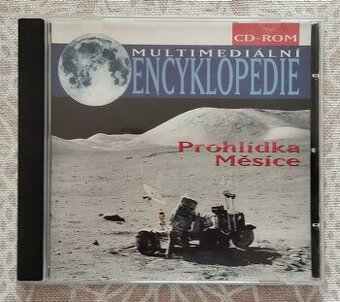 CD-ROM
MULTIMEDIÁLNÍ
ENCYKLOPEDIE
Prohlídka
Měsíce